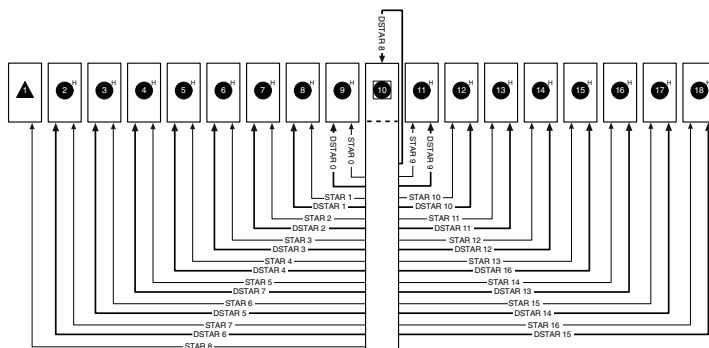 DSTAR 8
1 2 H 3 H 4 H 5 H 6 H 7 H 8 H 9 H 10 11 H 12 H 13 H 14 H 15 H 16 H 17 H 18 H
DSTAR 0 STAR 0 STAR 9 DSTAR 9
STAR 1 STAR 10
DSTAR 1 DSTAR 10
STAR 2 STAR 11
DSTAR 2 DSTAR 11
STAR 3 STAR 12
DSTAR 3 DSTAR 12
STAR 4 STAR 13
DSTAR 4 DSTAR 16
STAR 5 STAR 14
DSTAR 7 DSTAR 13
STAR 6 STAR 15
DSTAR 5 DSTAR 14
STAR 7 STAR 16
DSTAR 6 DSTAR 15
STAR 8